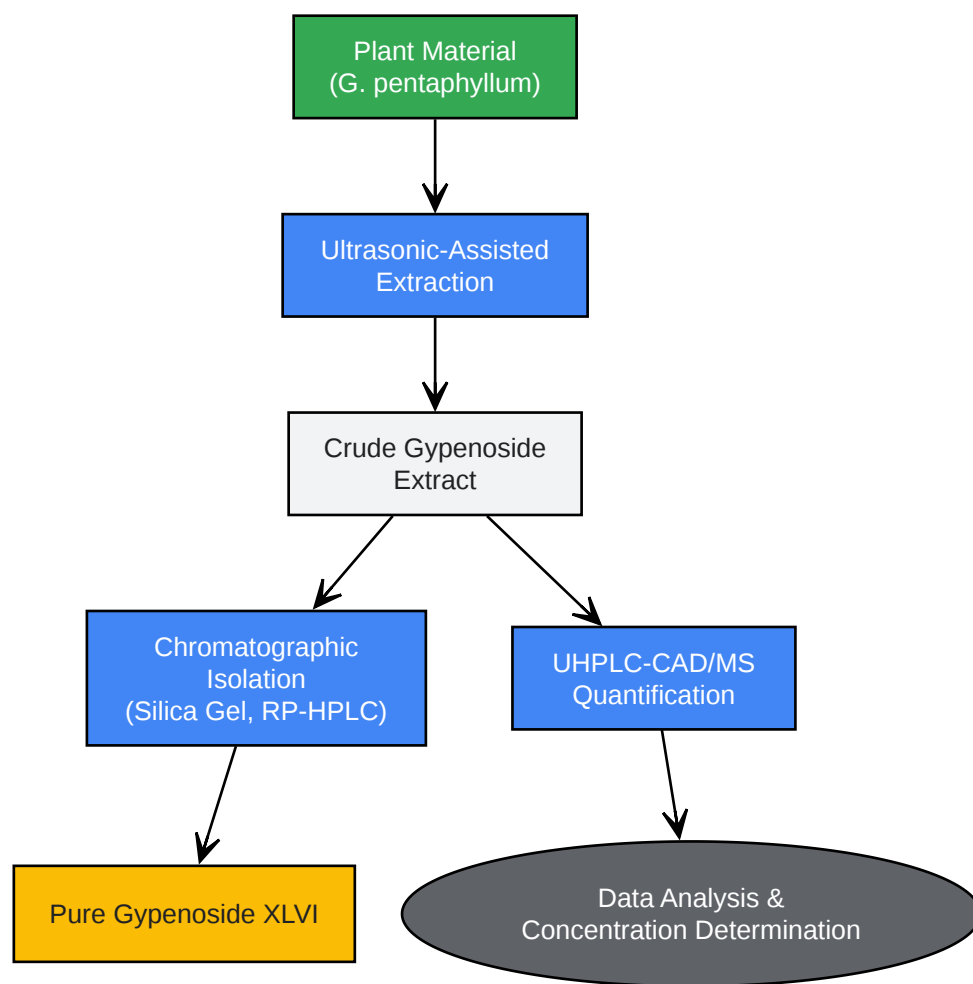 Plant Material
(G. pentaphyllum)
Ultrasonic-Assisted
Extraction
Crude Gypenoside
Extract
Chromatographic
Isolation
(Silica Gel, RP-HPLC)
UHPLC-CAD/MS
Quantification
Pure Gypenoside XLVI
Data Analysis &
Concentration Determination